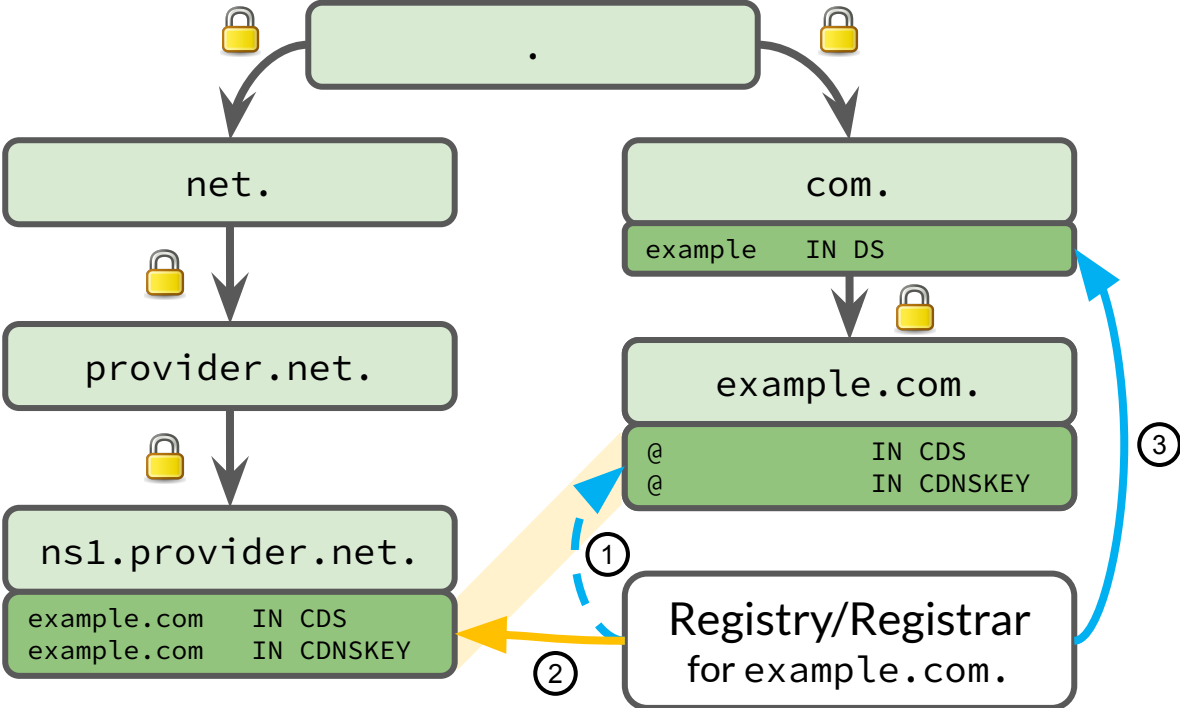 .
net.
com.
example IN DS
provider.net.
example.com.
@ IN CDS
@ IN CDNSKEY
3
ns1.provider.net.
example.com IN CDS
example.com IN CDNSKEY
1
2
Registry/Registrar
for example.com.